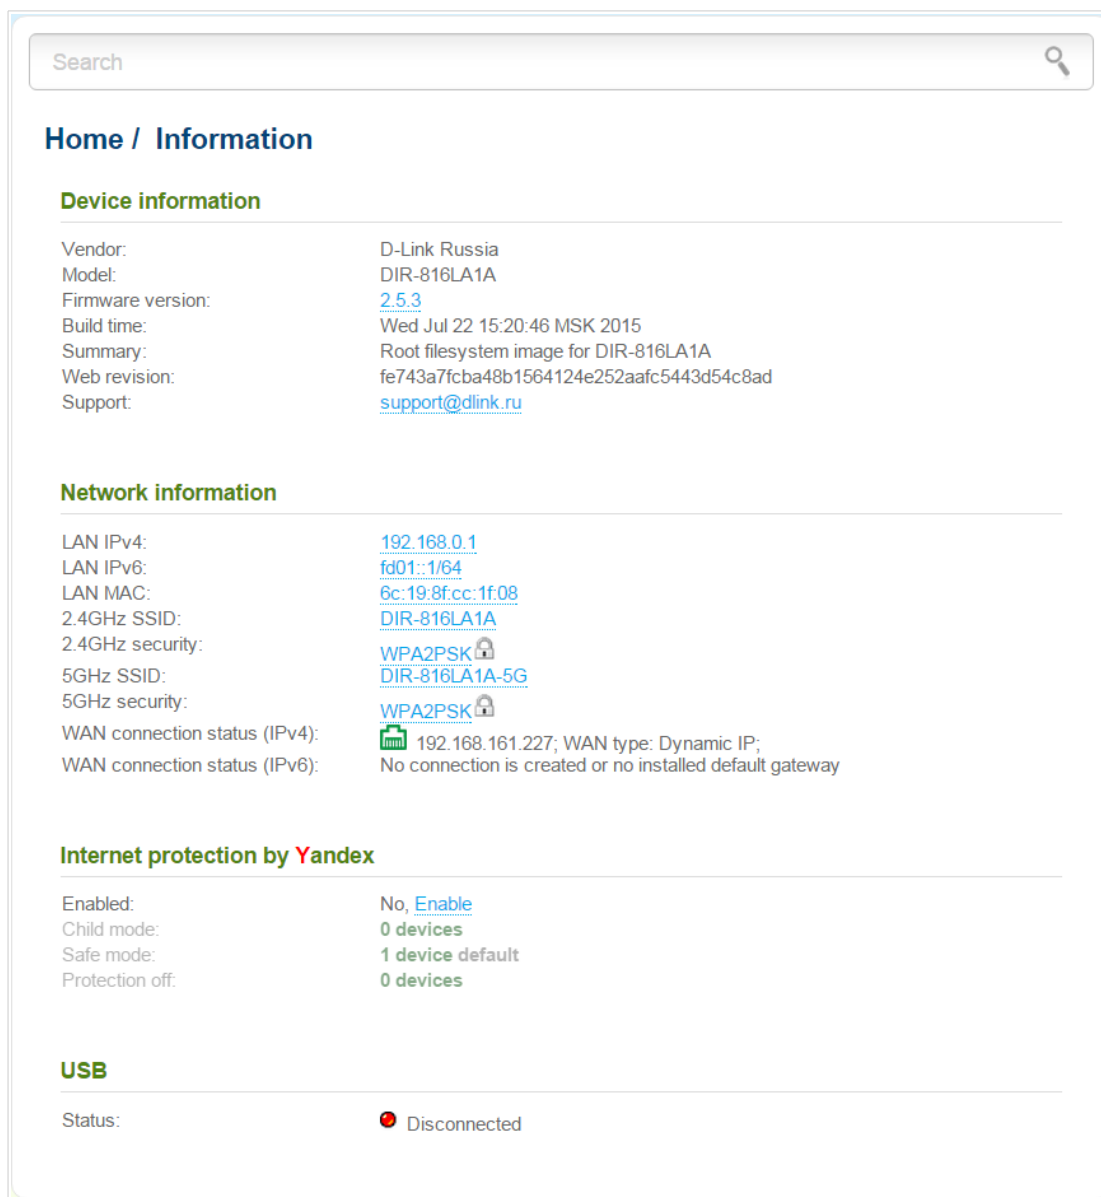 Search
Home /  Information
Device information
Vendor: D-Link Russia
Model: DIR-816LA1A
Firmware version: 2.5.3
Build time: Wed Jul 22 15:20:46 MSK 2015
Summary: Root filesystem image for DIR-816LA1A
Web revision: fe743a7fcba48b1564124e252aafc5443d54c8ad
Support: support@dlink.ru
Network information
LAN IPv4: 192.168.0.1
LAN IPv6: fd01::1/64
LAN MAC: 6c:19:8f:cc:1f:08
2.4GHz SSID: DIR-816LA1A
2.4GHz security: WPA2PSK
5GHz SSID: DIR-816LA1A-5G
5GHz security: WPA2PSK
WAN connection status (IPv4): 192.168.161.227; WAN type: Dynamic IP;
WAN connection status (IPv6): No connection is created or no installed default gateway
Internet protection by Yandex
Enabled: No, Enable
Child mode: 0 devices
Safe mode: 1 device default
Protection off: 0 devices
USB
Status: Disconnected